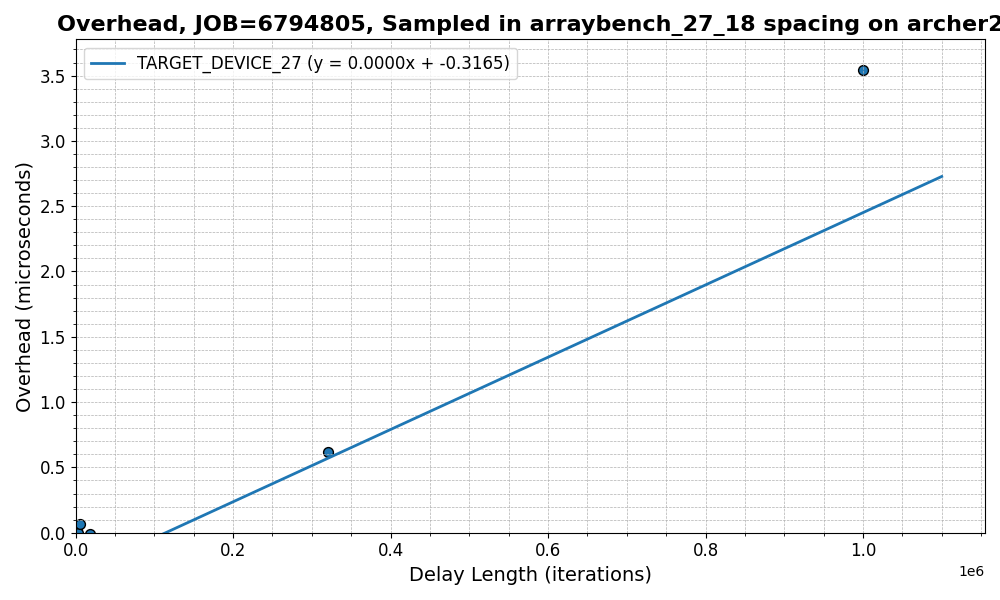 Overhead, JOB=6794805, Sampled in arraybench_27_18 spacing on archer2
TARGET_DEVICE_27 (y = 0.0000x + -0.3165)
3.5
3.0
2.5
2.0
1.5
1.0
0.5
0.0
Overhead (microseconds)
0.0 0.2 0.4 0.6 0.8 1.0
1e6
Delay Length (iterations)